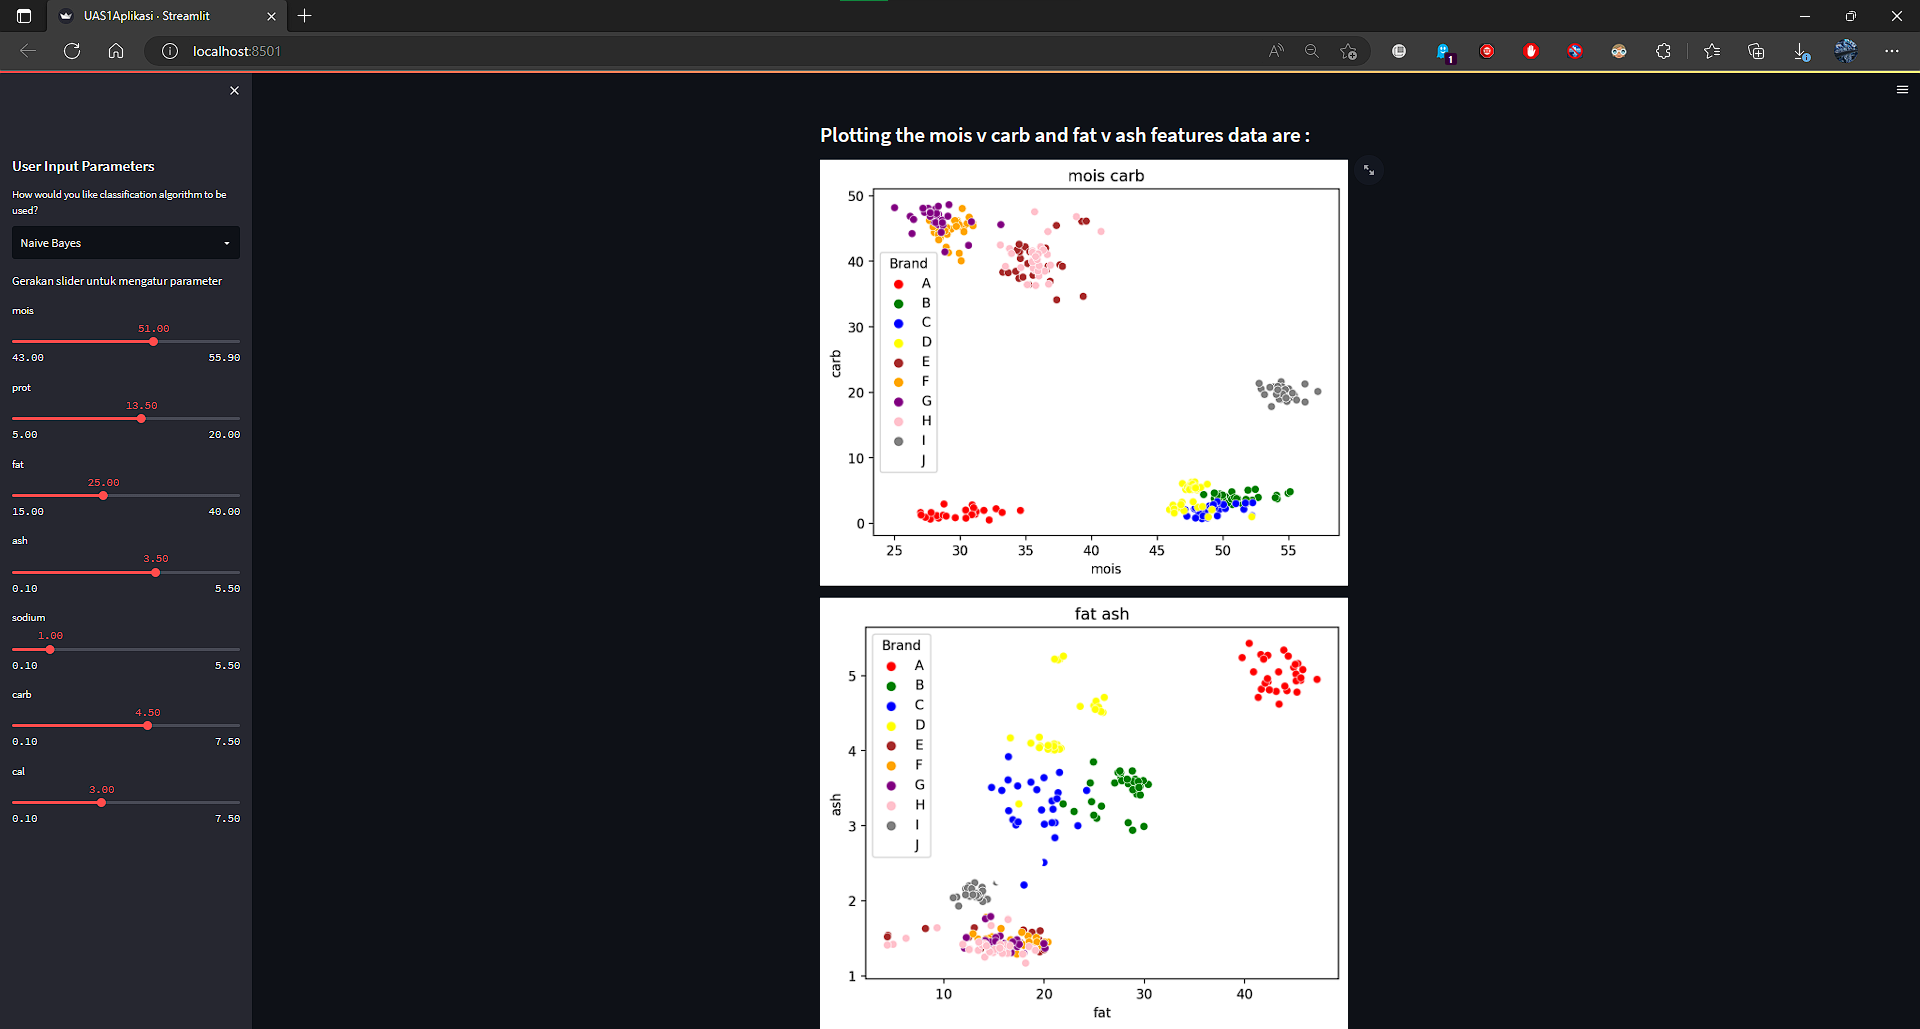 UAS1Aplikasi · Streamlit
localhost:8501
1
User Input Parameters
How would you like classification algorithm to be
used?
Naive Bayes
Gerakan slider untuk mengatur parameter
mois
51.00
43.00 55.90
prot
13.50
5.00 20.00
fat
25.00
15.00 40.00
ash
3.50
0.10 5.50
sodium
1.00
0.10 5.50
carb
4.50
0.10 7.50
cal
3.00
0.10 7.50
Plotting the mois v carb and fat v ash features data are :
mois carb
50
40
30
20
10
0
carb
Brand
A
B
C
D
E
F
G
H
I
J
25 30 35 40 45 50 55
mois
fat ash
5
4
3
2
1
ash
Brand
A
B
C
D
E
F
G
H
I
J
10 20 30 40
fat